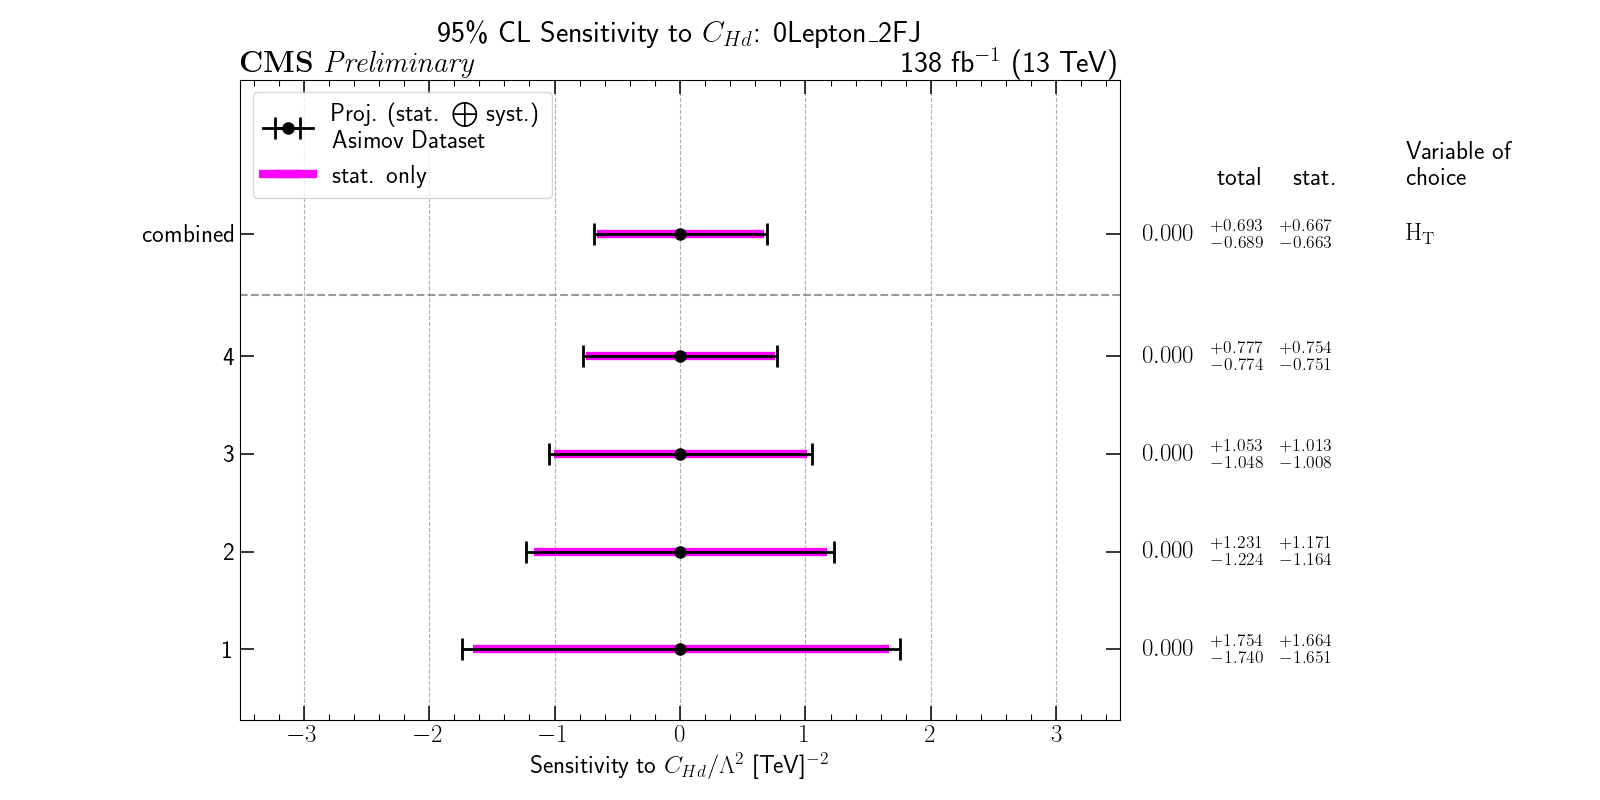 95% CL Sensitivity to C_{Hd}: 0Lepton_2FJ
CMS Preliminary 138 fb^{−1} (13 TeV)
Proj. (stat. ⨁ syst.)
Asimov Dataset
stat. only
Variable of
total stat. choice
combined 0.000 +0.693 −0.689 +0.667 −0.663 H_T
4 0.000 +0.777 −0.774 +0.754 −0.751
3 0.000 +1.053 −1.048 +1.013 −1.008
2 0.000 +1.231 −1.224 +1.171 −1.164
1 0.000 +1.754 −1.740 +1.664 −1.651
−3 −2 −1 0 1 2 3
Sensitivity to C_{Hd}/Λ^2 [TeV]^{−2}